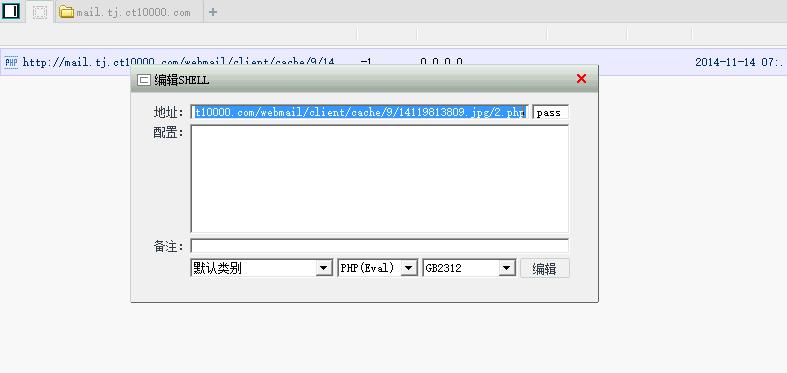 mail.tj.ct10000.com
PHP http://mail.tj.ct10000.com/webmail/client/cache/9/14 -1 0.0.0.0 2014-11-14 07:.
编辑SHELL
地址: t10000.com/webmail/client/cache/9/14119813809.jpg/2.php pass
配置:
备注:
默认类别 PHP(Eval) GB2312 编辑